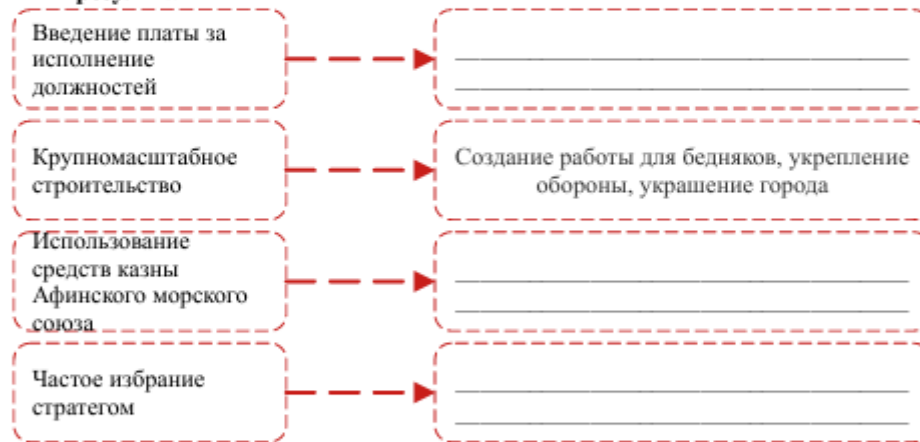 Введение платы за
исполнение
должностей
Крупномасштабное
строительство
Создание работы для бедняков, укрепление
обороны, украшение города
Использование
средств казны
Афинского морского
союза
Частое избрание
стратегом